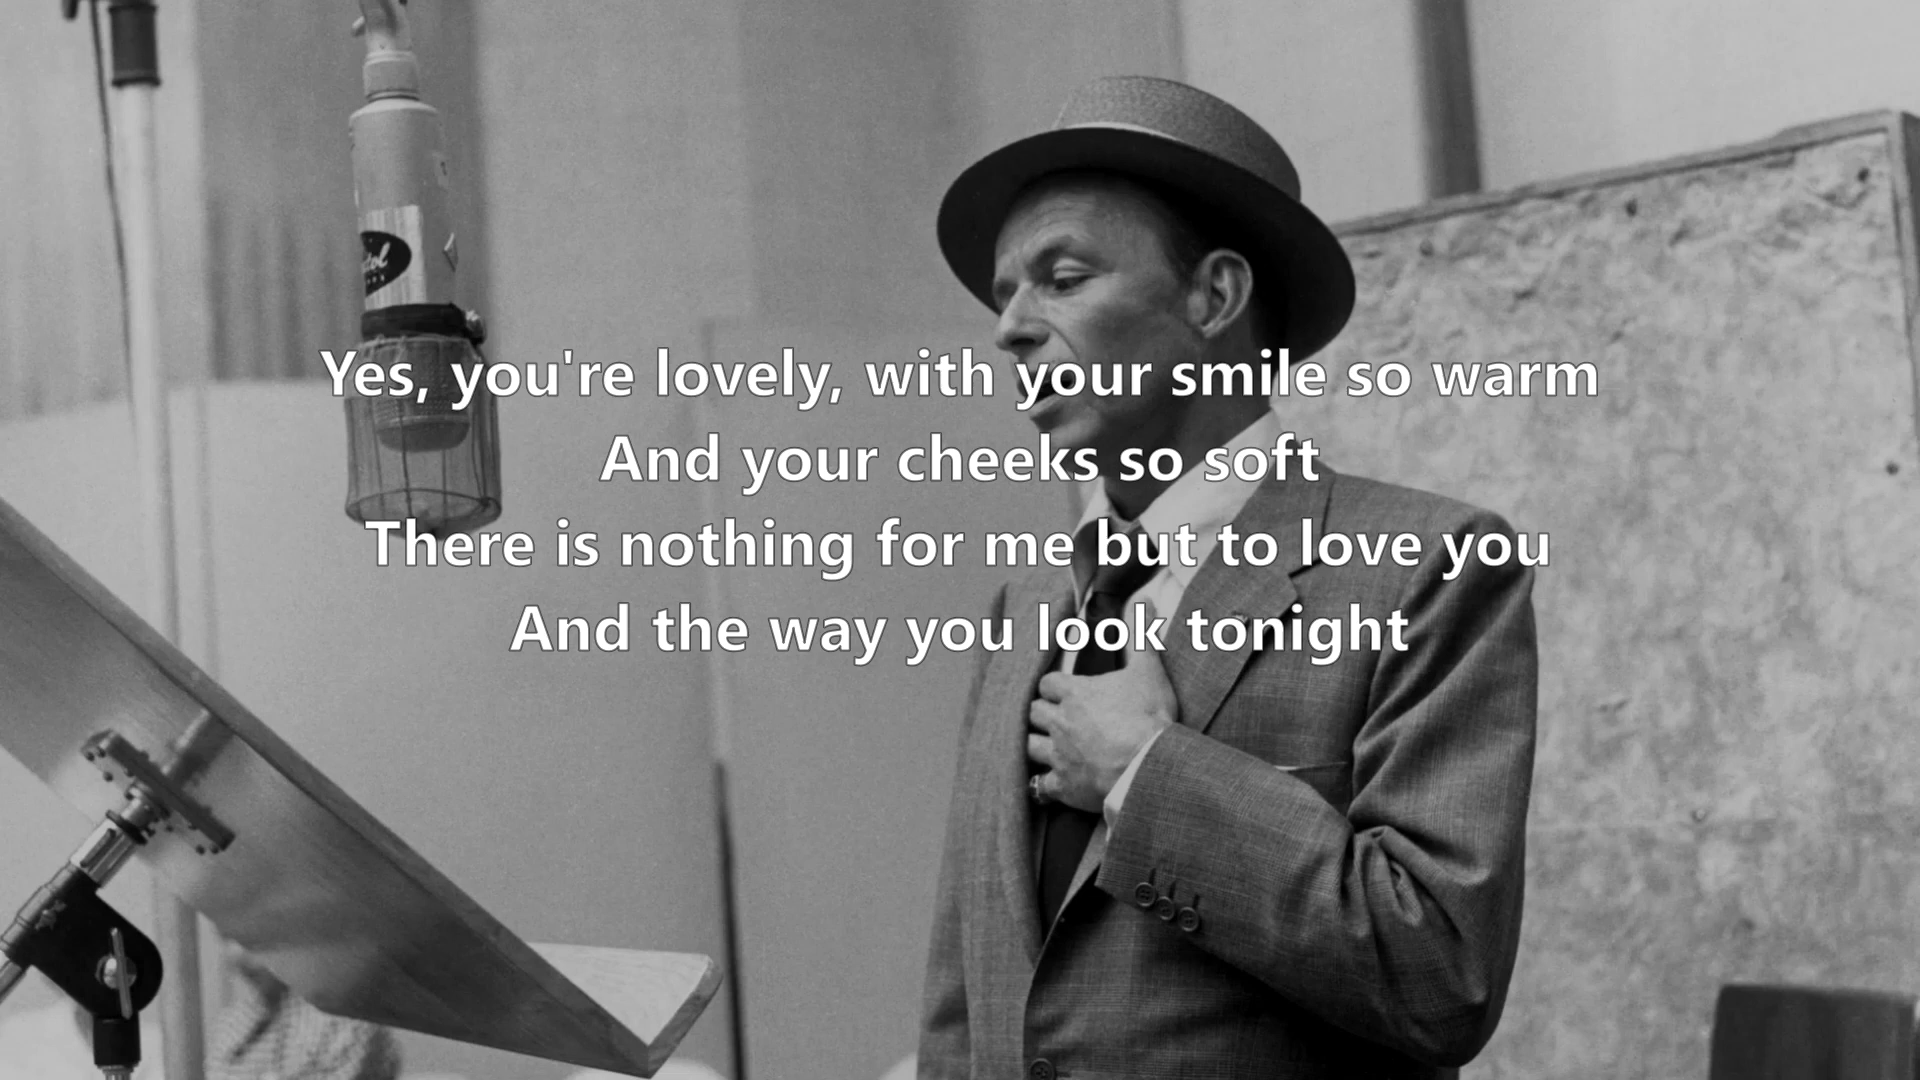 Yes, you're lovely, with your smile so warm
And your cheeks so soft
There is nothing for me but to love you
And the way you look tonight